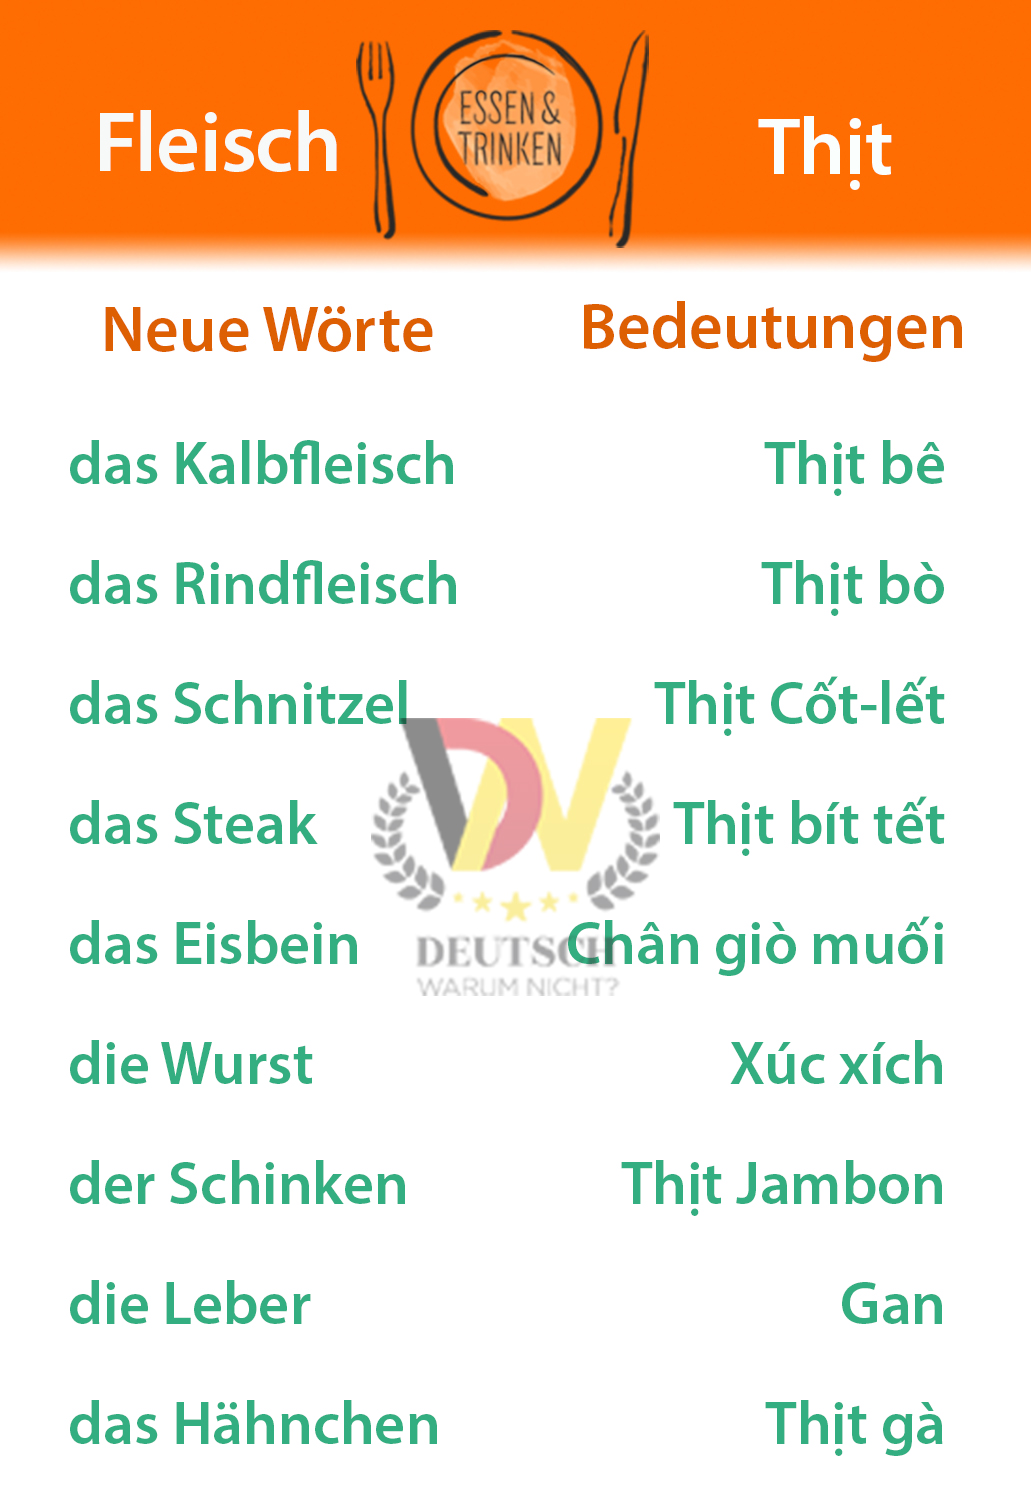 Fleisch
ESSEN &
TRINKEN
Thịt
Neue Wörte Bedeutungen
das Kalbfleisch Thịt bê
das Rindfleisch Thịt bò
das Schnitzel Thịt Cốt-lết
das Steak Thịt bít tết
das Eisbein Chân giò muối
DEUTSCH
WARUM NICHT?
die Wurst Xúc xích
der Schinken Thịt Jambon
die Leber Gan
das Hähnchen Thịt gà